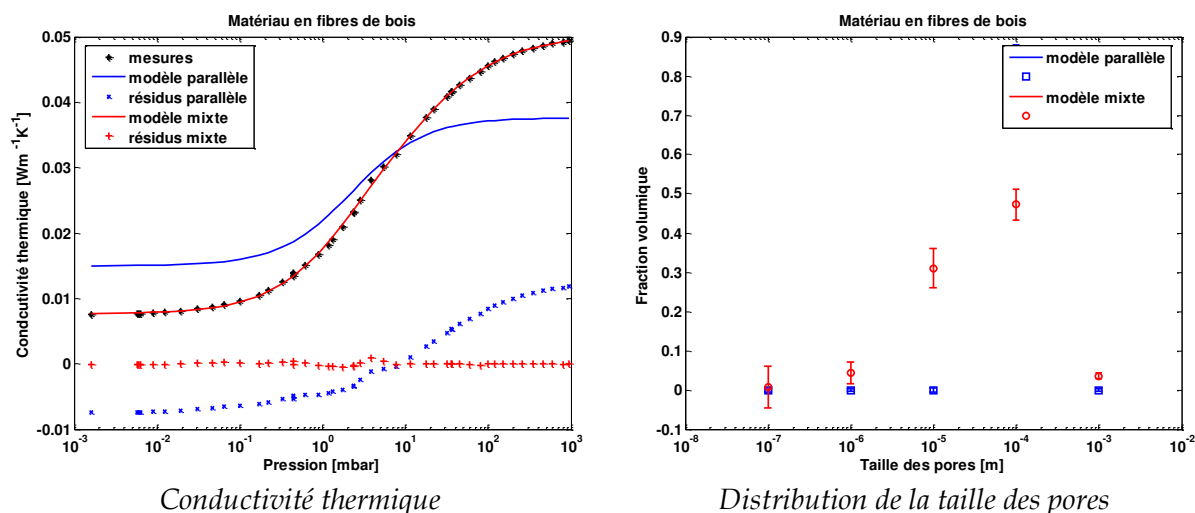 Matériau en fibres de bois
0.05
0.04
0.03
0.02
0.01
0
-0.01
Condcutivité thermique [Wm⁻¹K⁻¹]
mesures
modèle parallèle
résidus parallèle
modèle mixte
résidus mixte
10⁻³ 10⁻² 10⁻¹ 10⁰ 10¹ 10² 10³
Pression [mbar]
Conductivité thermique
Matériau en fibres de bois
0.9
0.8
0.7
0.6
0.5
0.4
0.3
0.2
0.1
0
-0.1
Fraction volumique
modèle parallèle
modèle mixte
10⁻⁸ 10⁻⁷ 10⁻⁶ 10⁻⁵ 10⁻⁴ 10⁻³ 10⁻²
Taille des pores [m]
Distribution de la taille des pores